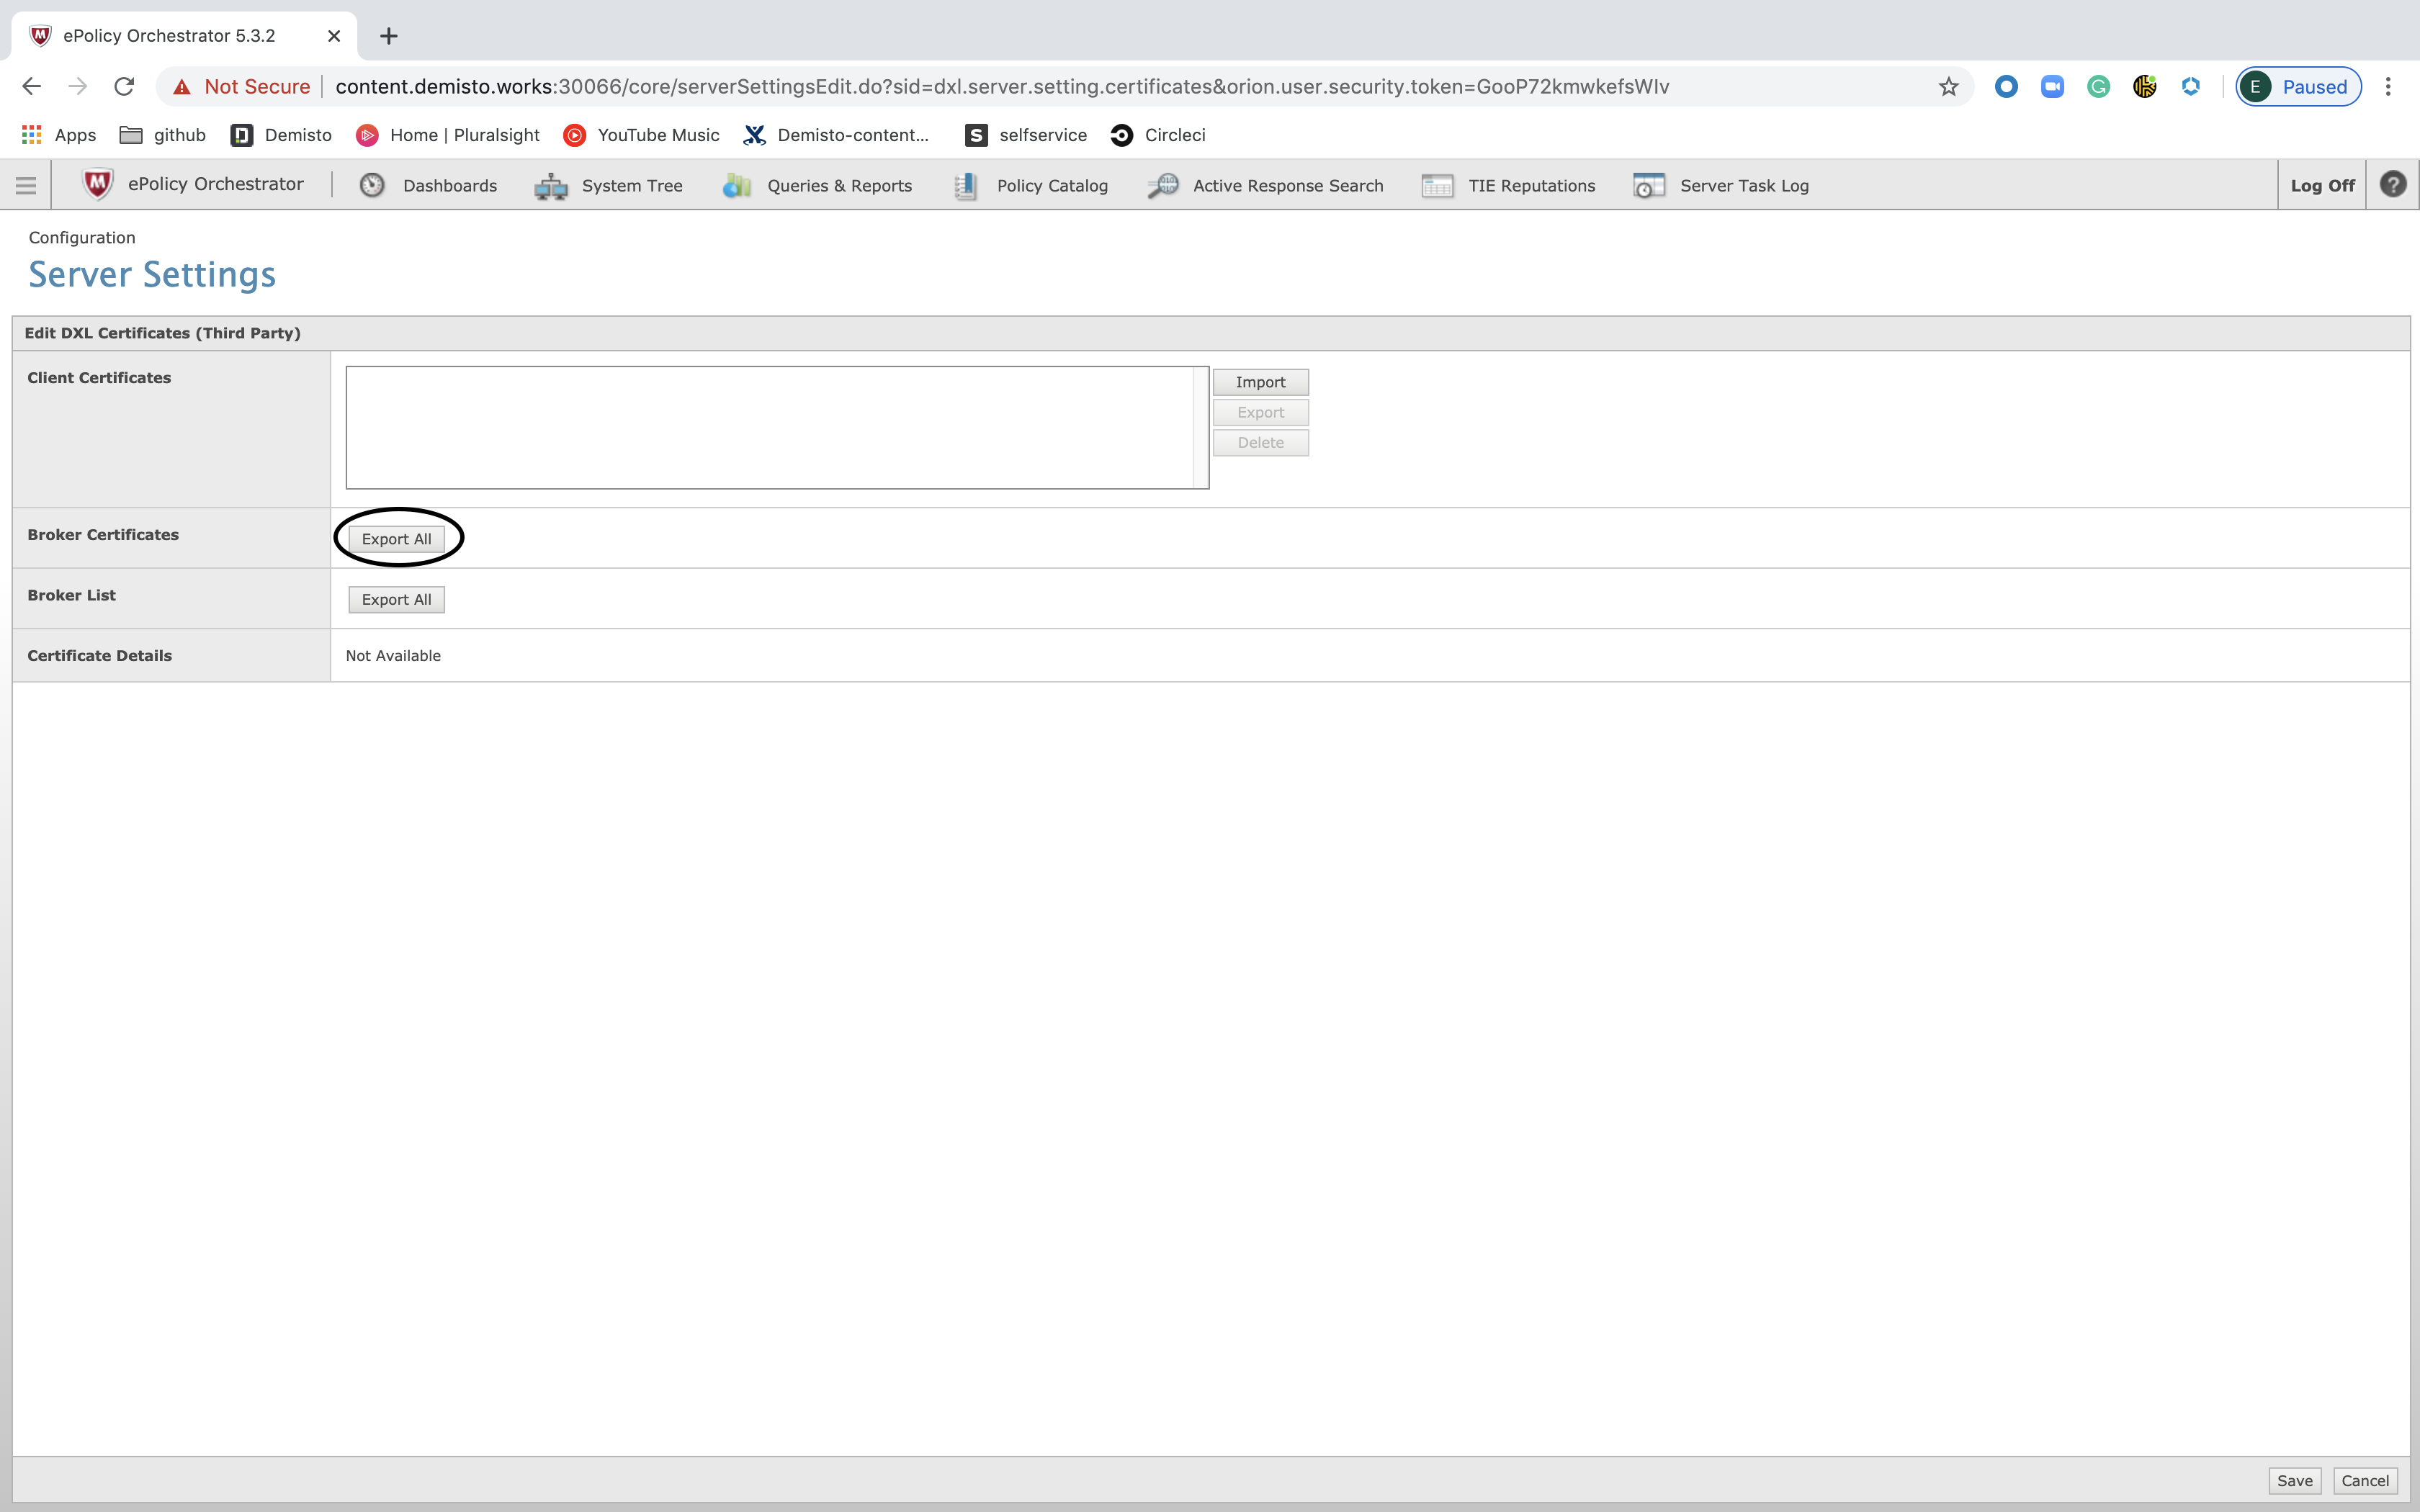 ePolicy Orchestrator 5.3.2
Not Secure content.demisto.works:30066/core/serverSettingsEdit.do?sid=dxl.server.setting.certificates&orion.user.security.token=GooP72kmwkefsWIv E Paused
Apps github Demisto Home | Pluralsight YouTube Music Demisto-content... selfservice Circleci
ePolicy Orchestrator Dashboards System Tree Queries & Reports Policy Catalog Active Response Search TIE Reputations Server Task Log Log Off ?
Configuration
Server Settings
Edit DXL Certificates (Third Party)
Client Certificates Import
Export
Delete
Broker Certificates Export All
Broker List Export All
Certificate Details Not Available
Save Cancel